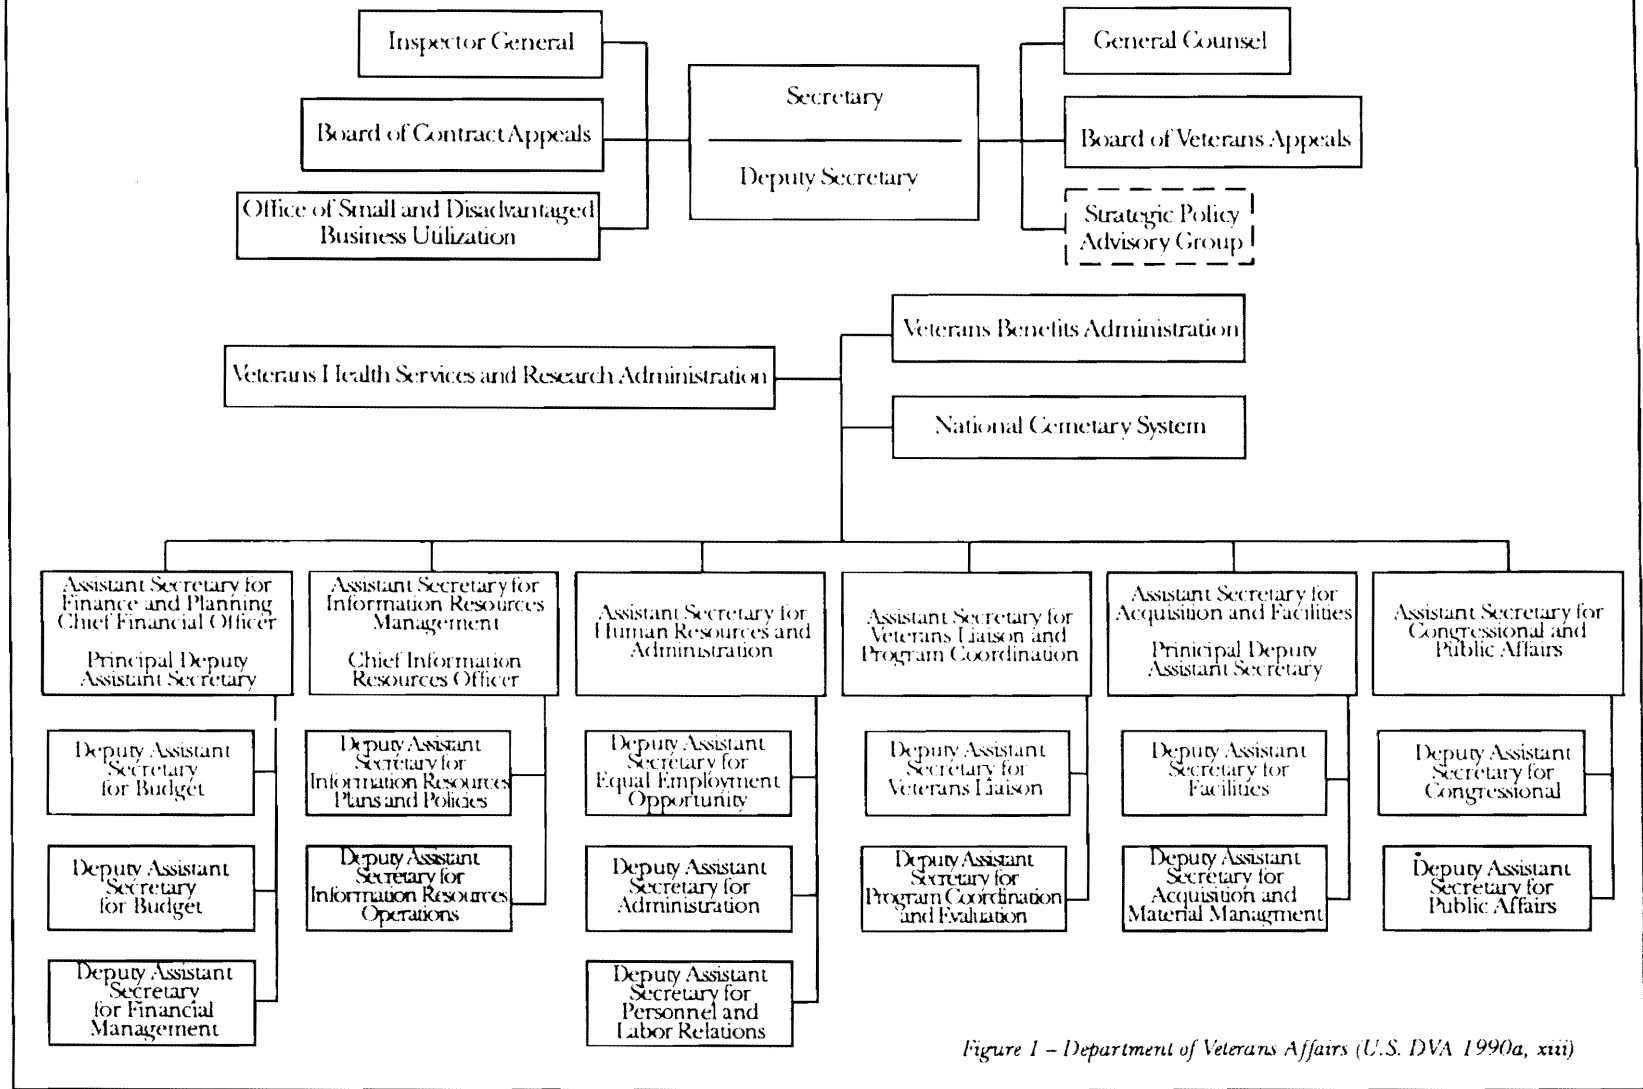 Inspector General
Board of Contract Appeals
Office of Small and Disadvantaged
Business Utilization
Secretary
Deputy Secretary
General Counsel
Board of Veterans Appeals
Strategic Policy
Advisory Group
Veterans Benefits Administration
Veterans Health Services and Research Administration
National Cemetary System
Assistant Secretary for
Finance and Planning
Chief Financial Officer
Principal Deputy
Assistant Secretary
Assistant Secretary for
Information Resources
Management
Chief Information
Resources Officer
Assistant Secretary for
Human Resources and
Administration
Assistant Secretary for
Veterans Liaison and
Program Coordination
Assistant Secretary for
Acquisition and Facilities
Prinicipal Deputy
Assistant Secretary
Assistant Secretary for
Congressional and
Public Affairs
Deputy Assistant
Secretary
for Budget
Deputy Assistant
Secretary for
Information Resources
Plans and Policies
Deputy Assistant
Secretary for
Equal Employment
Opportunity
Deputy Assistant
Secretary for
Veterans Liaison
Deputy Assistant
Secretary for
Facilities
Deputy Assistant
Secretary for
Congressional
Deputy Assistant
Secretary
for Budget
Deputy Assistant
Secretary for
Information Resources
Operations
Deputy Assistant
Secretary for
Administration
Deputy Assistant
Secretary for
Program Coordination
and Evaluation
Deputy Assistant
Secretary for
Acquisition and
Material Managment
Deputy Assistant
Secretary for
Public Affairs
Deputy Assistant
Secretary
for Financial
Management
Deputy Assistant
Secretary for
Personnel and
Labor Relations
Figure 1 – Department of Veterans Affairs (U.S. DVA 1990a, xiii)